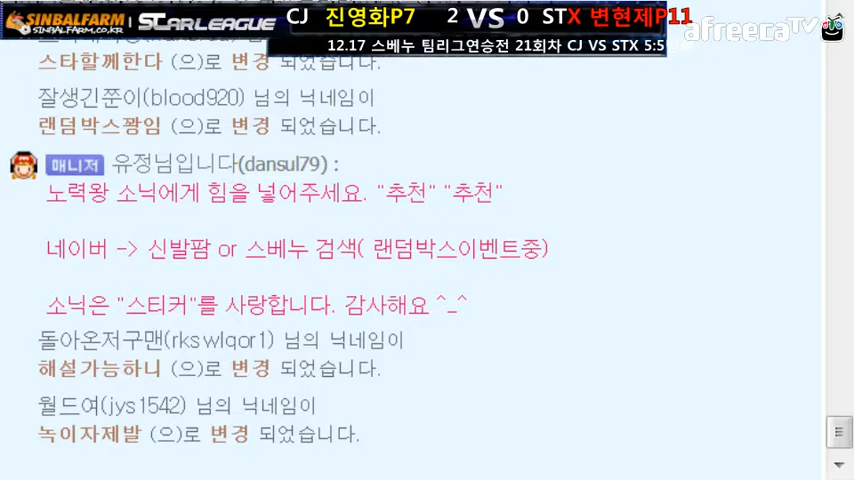 SINBALFARM
SINBALFARM.CO.KR
STARLEAGUE
CJ 진영화P7 2 VS 0 STX 변현제P11
12.17 스베누 팀리그연승전 21회차 CJ VS STX 5:5
afreecaTV
스타할께한다 (으)로 변경 되었습니다.
잘생긴쭌이(blood920) 님의 닉네임이
랜덤박스꽝임 (으)로 변경 되었습니다.
매니저 유정님입니다(dansul79) :
노력왕 소닉에게 힘을 넣어주세요. "추천" "추천"
네이버 -> 신발팜 or 스베누 검색( 랜덤박스이벤트중)
소닉은 "스티커"를 사랑합니다. 감사해요 ^_^
돌아온저구맨(rkswlqor1) 님의 닉네임이
해설가능하니 (으)로 변경 되었습니다.
월드여(jys1542) 님의 닉네임이
녹이자제발 (으)로 변경 되었습니다.